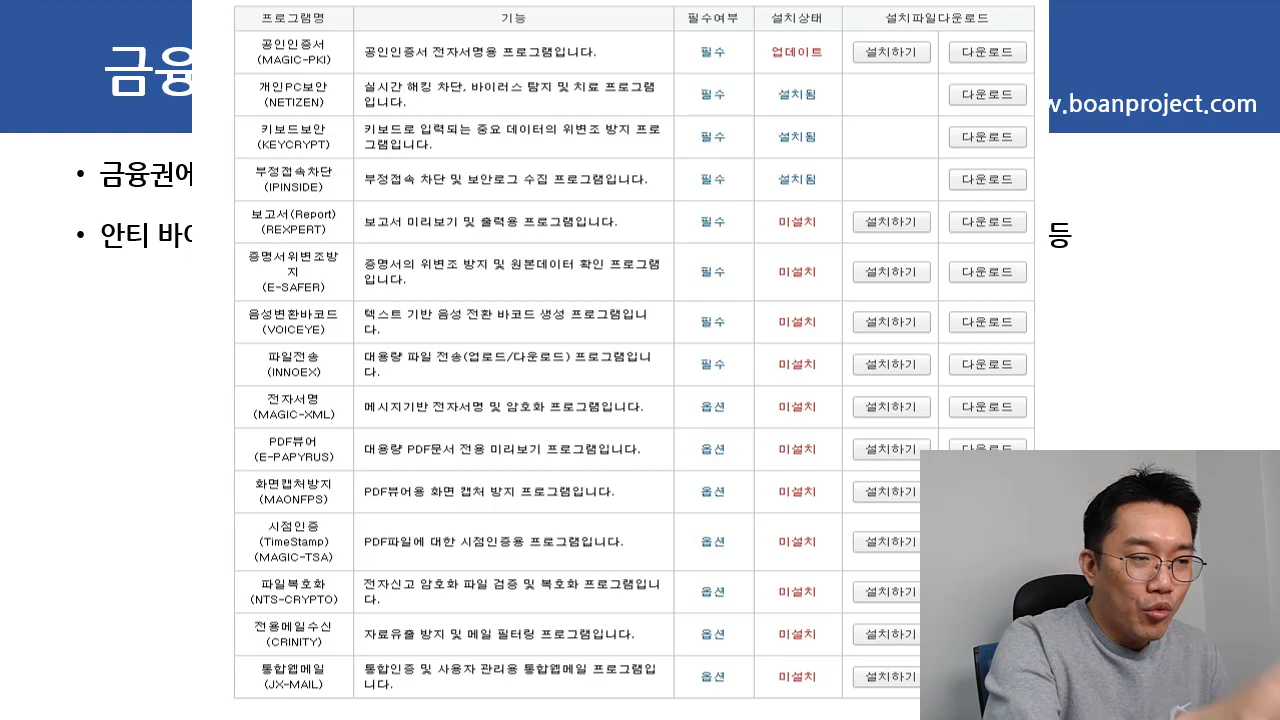 금융
w.boanproject.com
• 금융권에
• 안티 바이
등
프로그램명 기능 필수여부 설치상태 설치파일다운로드
공인인증서
(MAGIC-PKI)
공인인증서 전자서명용 프로그램입니다.
필수 업데이트 설치하기 다운로드
개인PC보안
(NETIZEN)
실시간 해킹 차단, 바이러스 탐지 및 치료 프로그램
입니다.
필수 설치됨 다운로드
키보드보안
(KEYCRYPT)
키보드로 입력되는 중요 데이터의 위변조 방지 프로
그램입니다.
필수 설치됨 다운로드
부정접속차단
(IPINSIDE)
부정접속 차단 및 보안로그 수집 프로그램입니다.
필수 설치됨 다운로드
보고서(Report)
(REXPERT)
보고서 미리보기 및 출력용 프로그램입니다.
필수 미설치 설치하기 다운로드
증명서위변조방
지
(E-SAFER)
증명서의 위변조 방지 및 원본데이터 확인 프로그램
입니다.
필수 미설치 설치하기 다운로드
음성변환바코드
(VOICEYE)
텍스트 기반 음성 전환 바코드 생성 프로그램입니
다.
필수 미설치 설치하기 다운로드
파일전송
(INNOEX)
대용량 파일 전송(업로드/다운로드) 프로그램입니
다.
필수 미설치 설치하기 다운로드
전자서명
(MAGIC-XML)
메시지기반 전자서명 및 암호화 프로그램입니다.
옵션 미설치 설치하기 다운로드
PDF뷰어
(E-PAPYRUS)
대용량 PDF문서 전용 미리보기 프로그램입니다.
옵션 미설치 설치하기 다운로드
화면캡처방지
(MAONFPS)
PDF뷰어용 화면 캡처 방지 프로그램입니다.
옵션 미설치 설치하기
시점인증
(TimeStamp)
(MAGIC-TSA)
PDF파일에 대한 시점인증용 프로그램입니다.
옵션 미설치 설치하기
파일복호화
(NTS-CRYPTO)
전자신고 암호화 파일 검증 및 복호화 프로그램입니
다.
옵션 미설치 설치하기
전용메일수신
(CRINITY)
자료유출 방지 및 메일 필터링 프로그램입니다.
옵션 미설치 설치하기
통합웹메일
(JX-MAIL)
통합인증 및 사용자 관리용 통합웹메일 프로그램입
니다.
옵션 미설치 설치하기